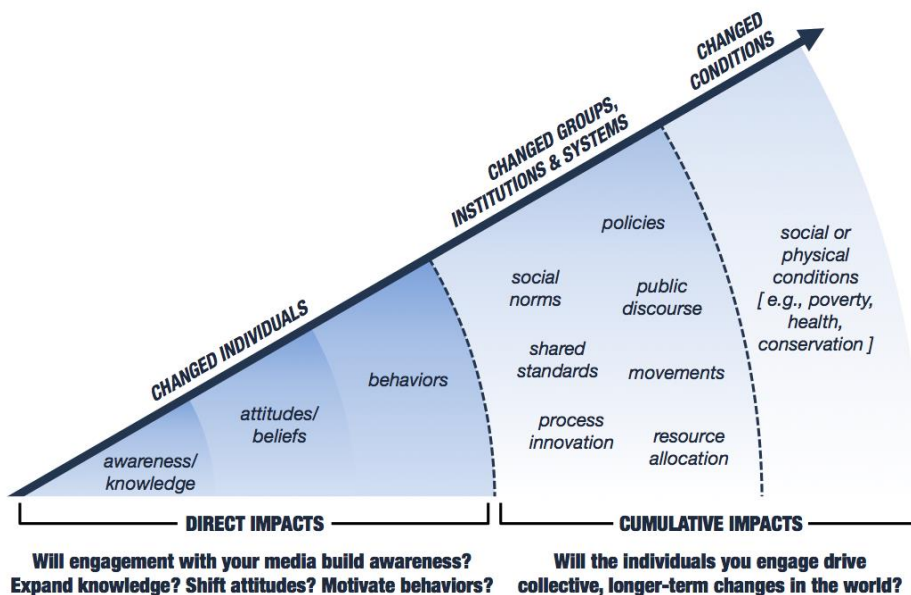 CHANGED
CONDITIONS
CHANGED GROUPS,
INSTITUTIONS & SYSTEMS
CHANGED INDIVIDUALS
awareness/
knowledge
attitudes/
beliefs
behaviors
policies
social
norms
public
discourse
shared
standards
movements
process
innovation
resource
allocation
social or
physical
conditions
[ e.g., poverty,
health,
conservation ]
DIRECT IMPACTS
Will engagement with your media build awareness?
Expand knowledge? Shift attitudes? Motivate behaviors?
CUMULATIVE IMPACTS
Will the individuals you engage drive
collective, longer-term changes in the world?